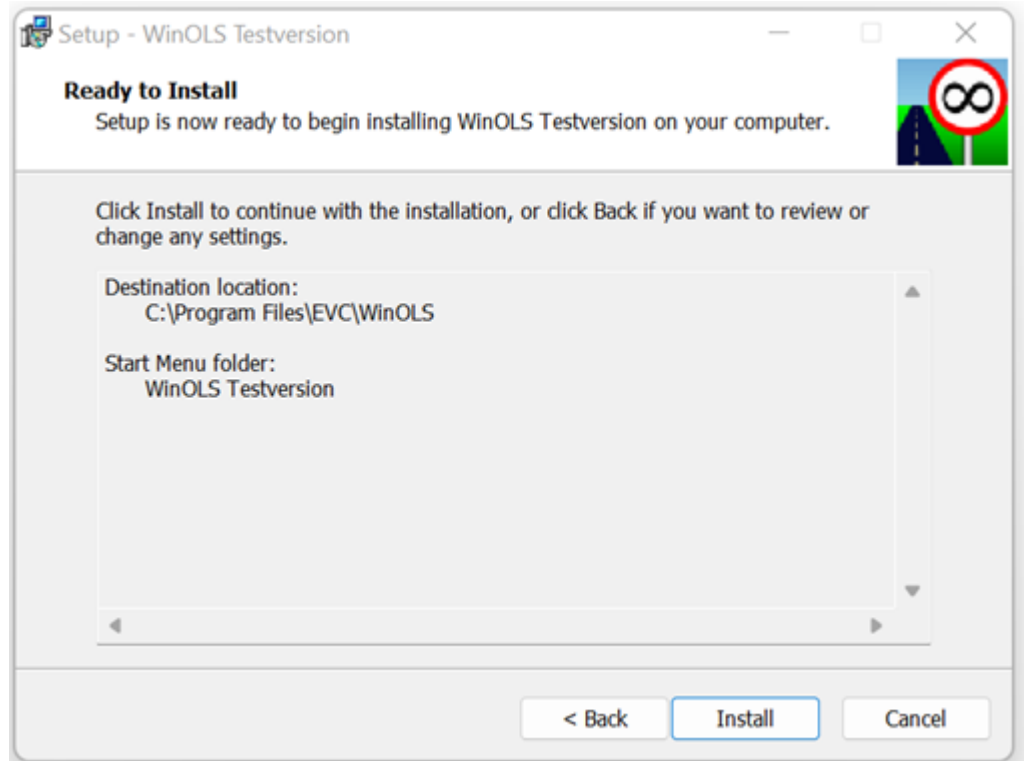 Setup - WinOLS Testversion
Ready to Install
Setup is now ready to begin installing WinOLS Testversion on your computer.
Click Install to continue with the installation, or click Back if you want to review or
change any settings.
Destination location:
C:\Program Files\EVC\WinOLS
Start Menu folder:
WinOLS Testversion
< Back
Install
Cancel